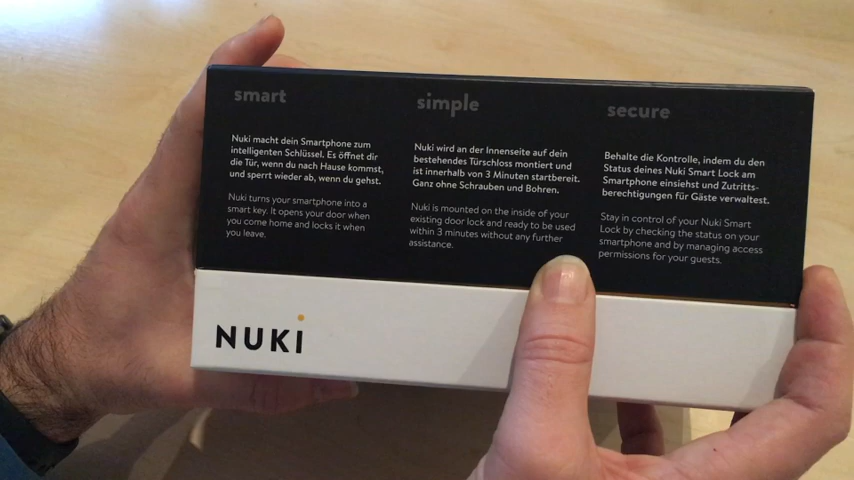 smart
Nuki macht dein Smartphone zum
intelligenten Schlüssel. Es öffnet dir
die Tür, wenn du nach Hause kommst,
und sperrt wieder ab, wenn du gehst.
Nuki turns your smartphone into a
smart key. It opens your door when
you come home and locks it when
you leave.
simple
Nuki wird an der Innenseite auf dein
bestehendes Türschloss montiert und
ist innerhalb von 3 Minuten startbereit.
Ganz ohne Schrauben und Bohren.
Nuki is mounted on the inside of your
existing door lock and ready to be used
within 3 minutes without any further
assistance.
secure
Behalte die Kontrolle, indem du den
Status deines Nuki Smart Lock am
Smartphone einsiehst und Zutritts-
berechtigungen für Gäste verwaltest.
Stay in control of your Nuki Smart
Lock by checking the status on your
smartphone and by managing access
permissions for your guests.
NUKI